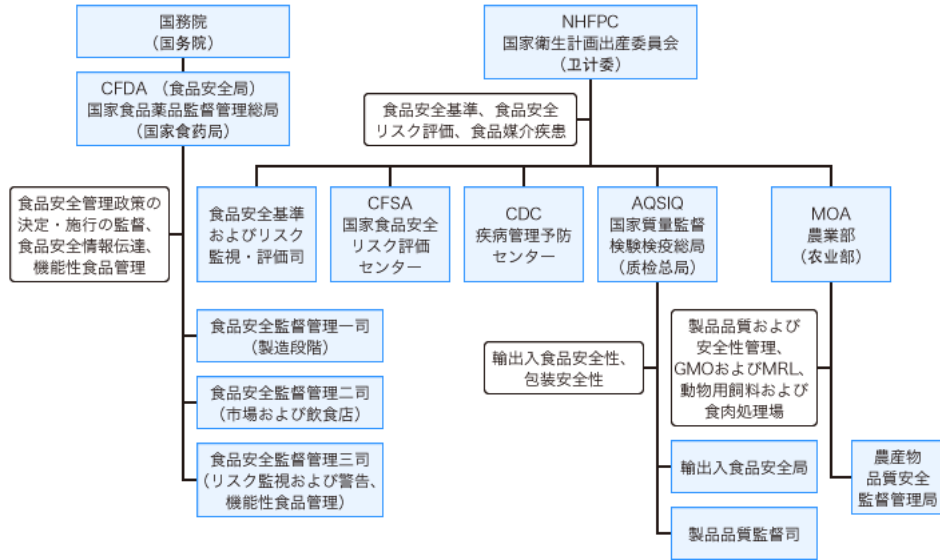 国務院
（国务院）
CFDA （食品安全局）
国家食品薬品監督管理総局
（国家食药局）
食品安全管理政策の
決定・施行の監督、
食品安全情報伝達、
機能性食品管理
食品安全監督管理一司
（製造段階）
食品安全監督管理二司
（市場および飲食店）
食品安全監督管理三司
（リスク監視および警告、
機能性食品管理）
NHFPC
国家衛生計画出産委員会
（卫计委）
食品安全基準、食品安全
リスク評価、食品媒介疾患
食品安全基準
およびリスク
監視・評価司
CFSA
国家食品安全
リスク評価
センター
CDC
疾病管理予防
センター
AQSIQ
国家質量監督
検験検疫総局
（质检总局）
MOA
農業部
（农业部）
輸出入食品安全性、
包装安全性
製品品質および
安全性管理、
GMOおよびMRL、
動物用飼料および
食肉処理場
輸出入食品安全局
製品品質監督司
農産物
品質安全
監督管理局